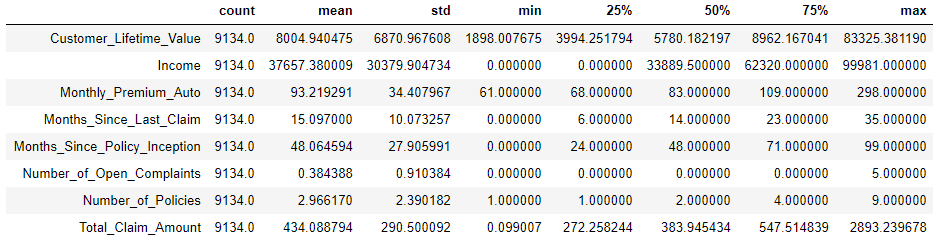 count mean std min 25% 50% 75% max
Customer_Lifetime_Value 9134.0 8004.940475 6870.967608 1898.007675 3994.251794 5780.182197 8962.167041 83325.381190
Income 9134.0 37657.380009 30379.904734 0.000000 0.000000 33889.500000 62320.000000 99981.000000
Monthly_Premium_Auto 9134.0 93.219291 34.407967 61.000000 68.000000 83.000000 109.000000 298.000000
Months_Since_Last_Claim 9134.0 15.097000 10.073257 0.000000 6.000000 14.000000 23.000000 35.000000
Months_Since_Policy_Inception 9134.0 48.064594 27.905991 0.000000 24.000000 48.000000 71.000000 99.000000
Number_of_Open_Complaints 9134.0 0.384388 0.910384 0.000000 0.000000 0.000000 0.000000 5.000000
Number_of_Policies 9134.0 2.966170 2.390182 1.000000 1.000000 2.000000 4.000000 9.000000
Total_Claim_Amount 9134.0 434.088794 290.500092 0.099007 272.258244 383.945434 547.514839 2893.239678